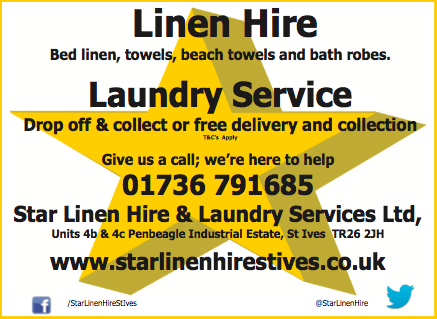 Linen Hire
Bed linen, towels, beach towels and bath robes.
Laundry Service
Drop off & collect or free delivery and collection
T&C's Apply
Give us a call; we're here to help
01736 791685
Star Linen Hire & Laundry Services Ltd,
Units 4b & 4c Penbeagle Industrial Estate, St Ives TR26 2JH
www.starlinenhirestives.co.uk
f /StarLinenHireStIves @StarLinenHire